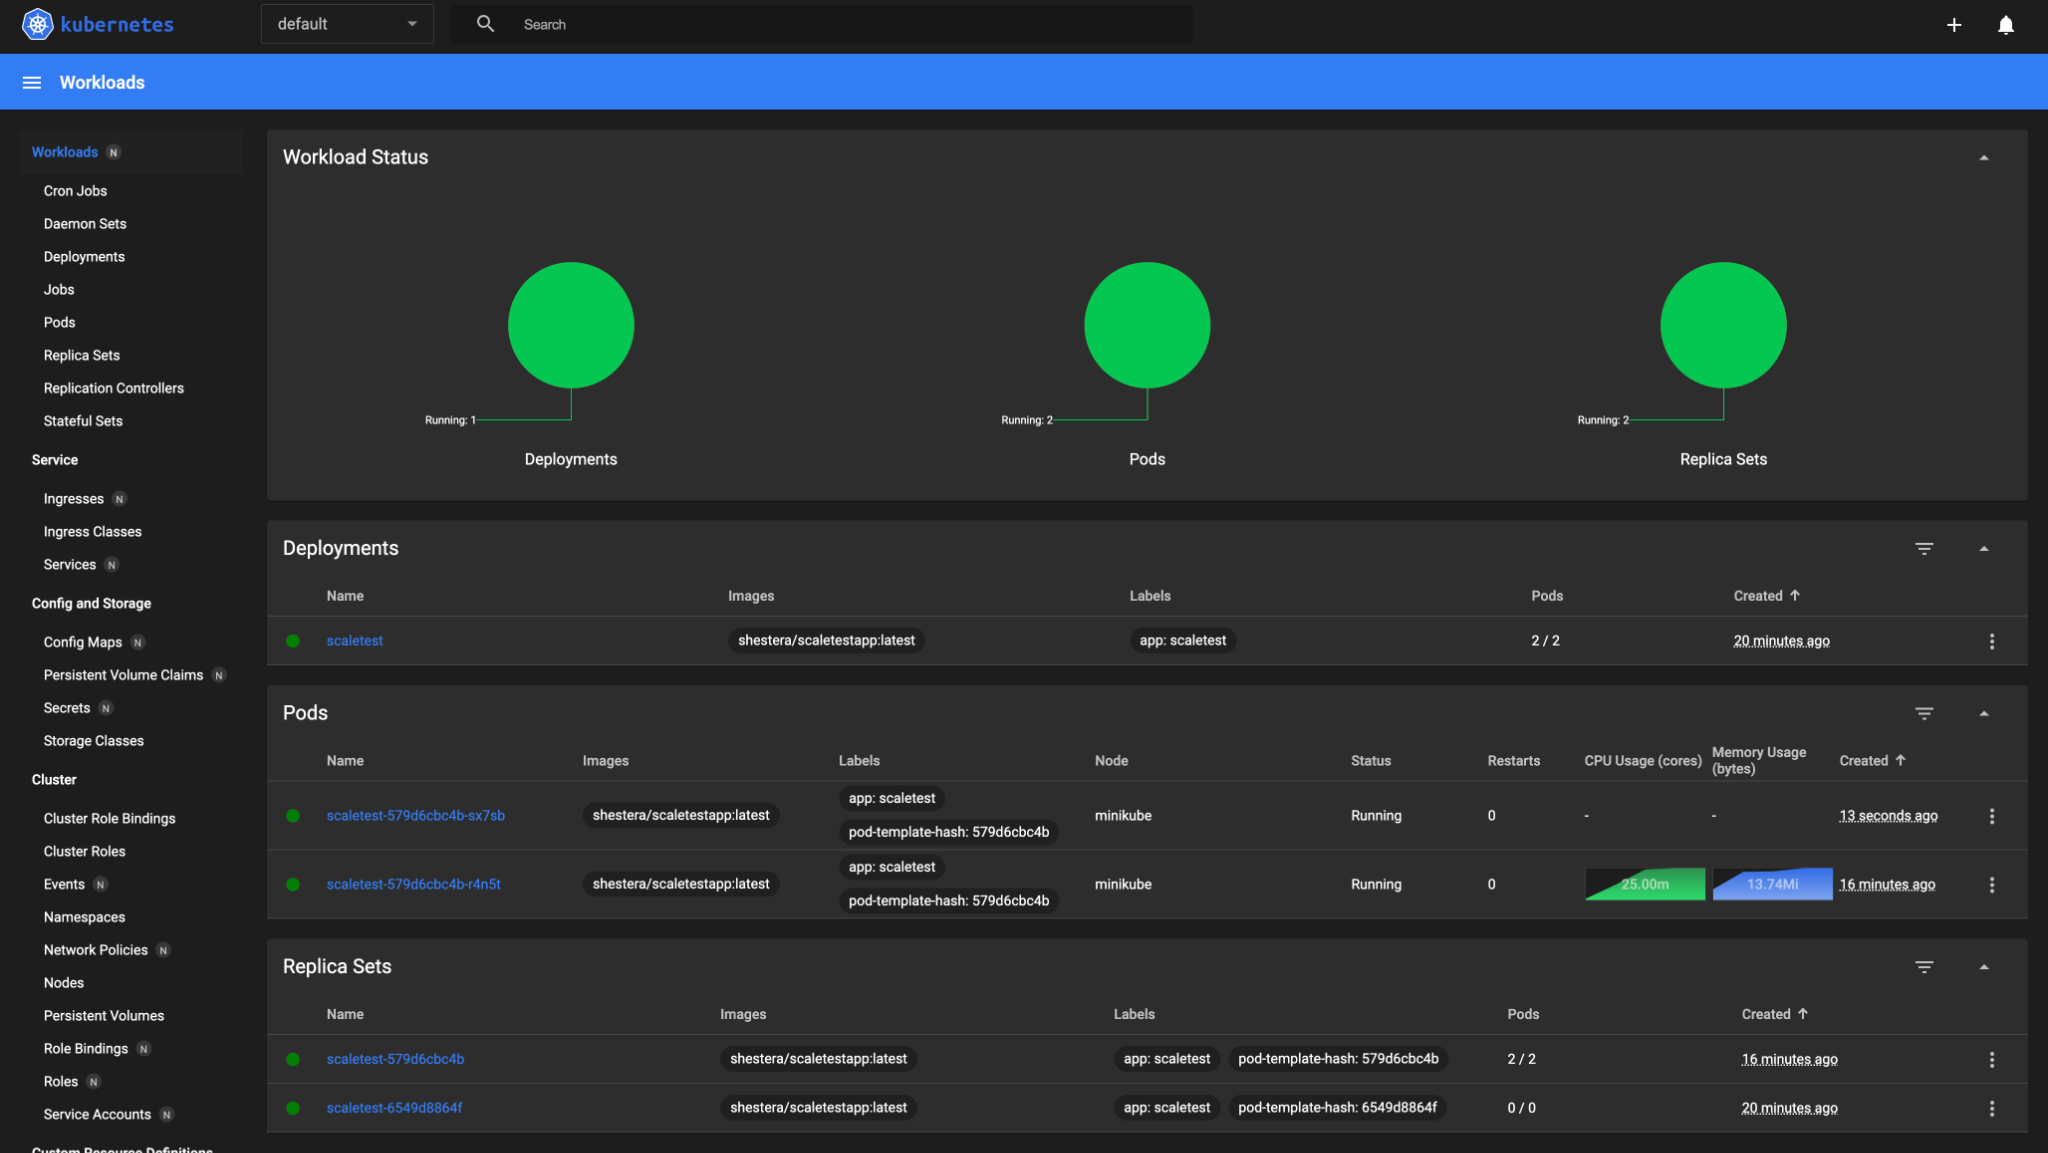 kubernetes
default
Search
Workloads
Workloads N
Cron Jobs
Daemon Sets
Deployments
Jobs
Pods
Replica Sets
Replication Controllers
Stateful Sets
Service
Ingresses N
Ingress Classes
Services N
Config and Storage
Config Maps N
Persistent Volume Claims N
Secrets N
Storage Classes
Cluster
Cluster Role Bindings
Cluster Roles
Events N
Namespaces
Network Policies N
Nodes
Persistent Volumes
Role Bindings N
Roles N
Service Accounts N
Custom Resource Definitions
Workload Status
Running: 1
Deployments
Running: 2
Pods
Running: 2
Replica Sets
Deployments
Name Images Labels Pods Created
scaletest shestera/scaletestapp:latest app: scaletest 2 / 2 20 minutes ago
Pods
Name Images Labels Node Status Restarts CPU Usage (cores) Memory Usage (bytes) Created
scaletest-579d6cbc4b-sx7sb shestera/scaletestapp:latest app: scaletest minikube Running 0 - - 13 seconds ago
pod-template-hash: 579d6cbc4b
scaletest-579d6cbc4b-r4n5t shestera/scaletestapp:latest app: scaletest minikube Running 0 25.00m 13.74Mi 16 minutes ago
pod-template-hash: 579d6cbc4b
Replica Sets
Name Images Labels Pods Created
scaletest-579d6cbc4b shestera/scaletestapp:latest app: scaletest pod-template-hash: 579d6cbc4b 2 / 2 16 minutes ago
scaletest-6549d8864f shestera/scaletestapp:latest app: scaletest pod-template-hash: 6549d8864f 0 / 0 20 minutes ago